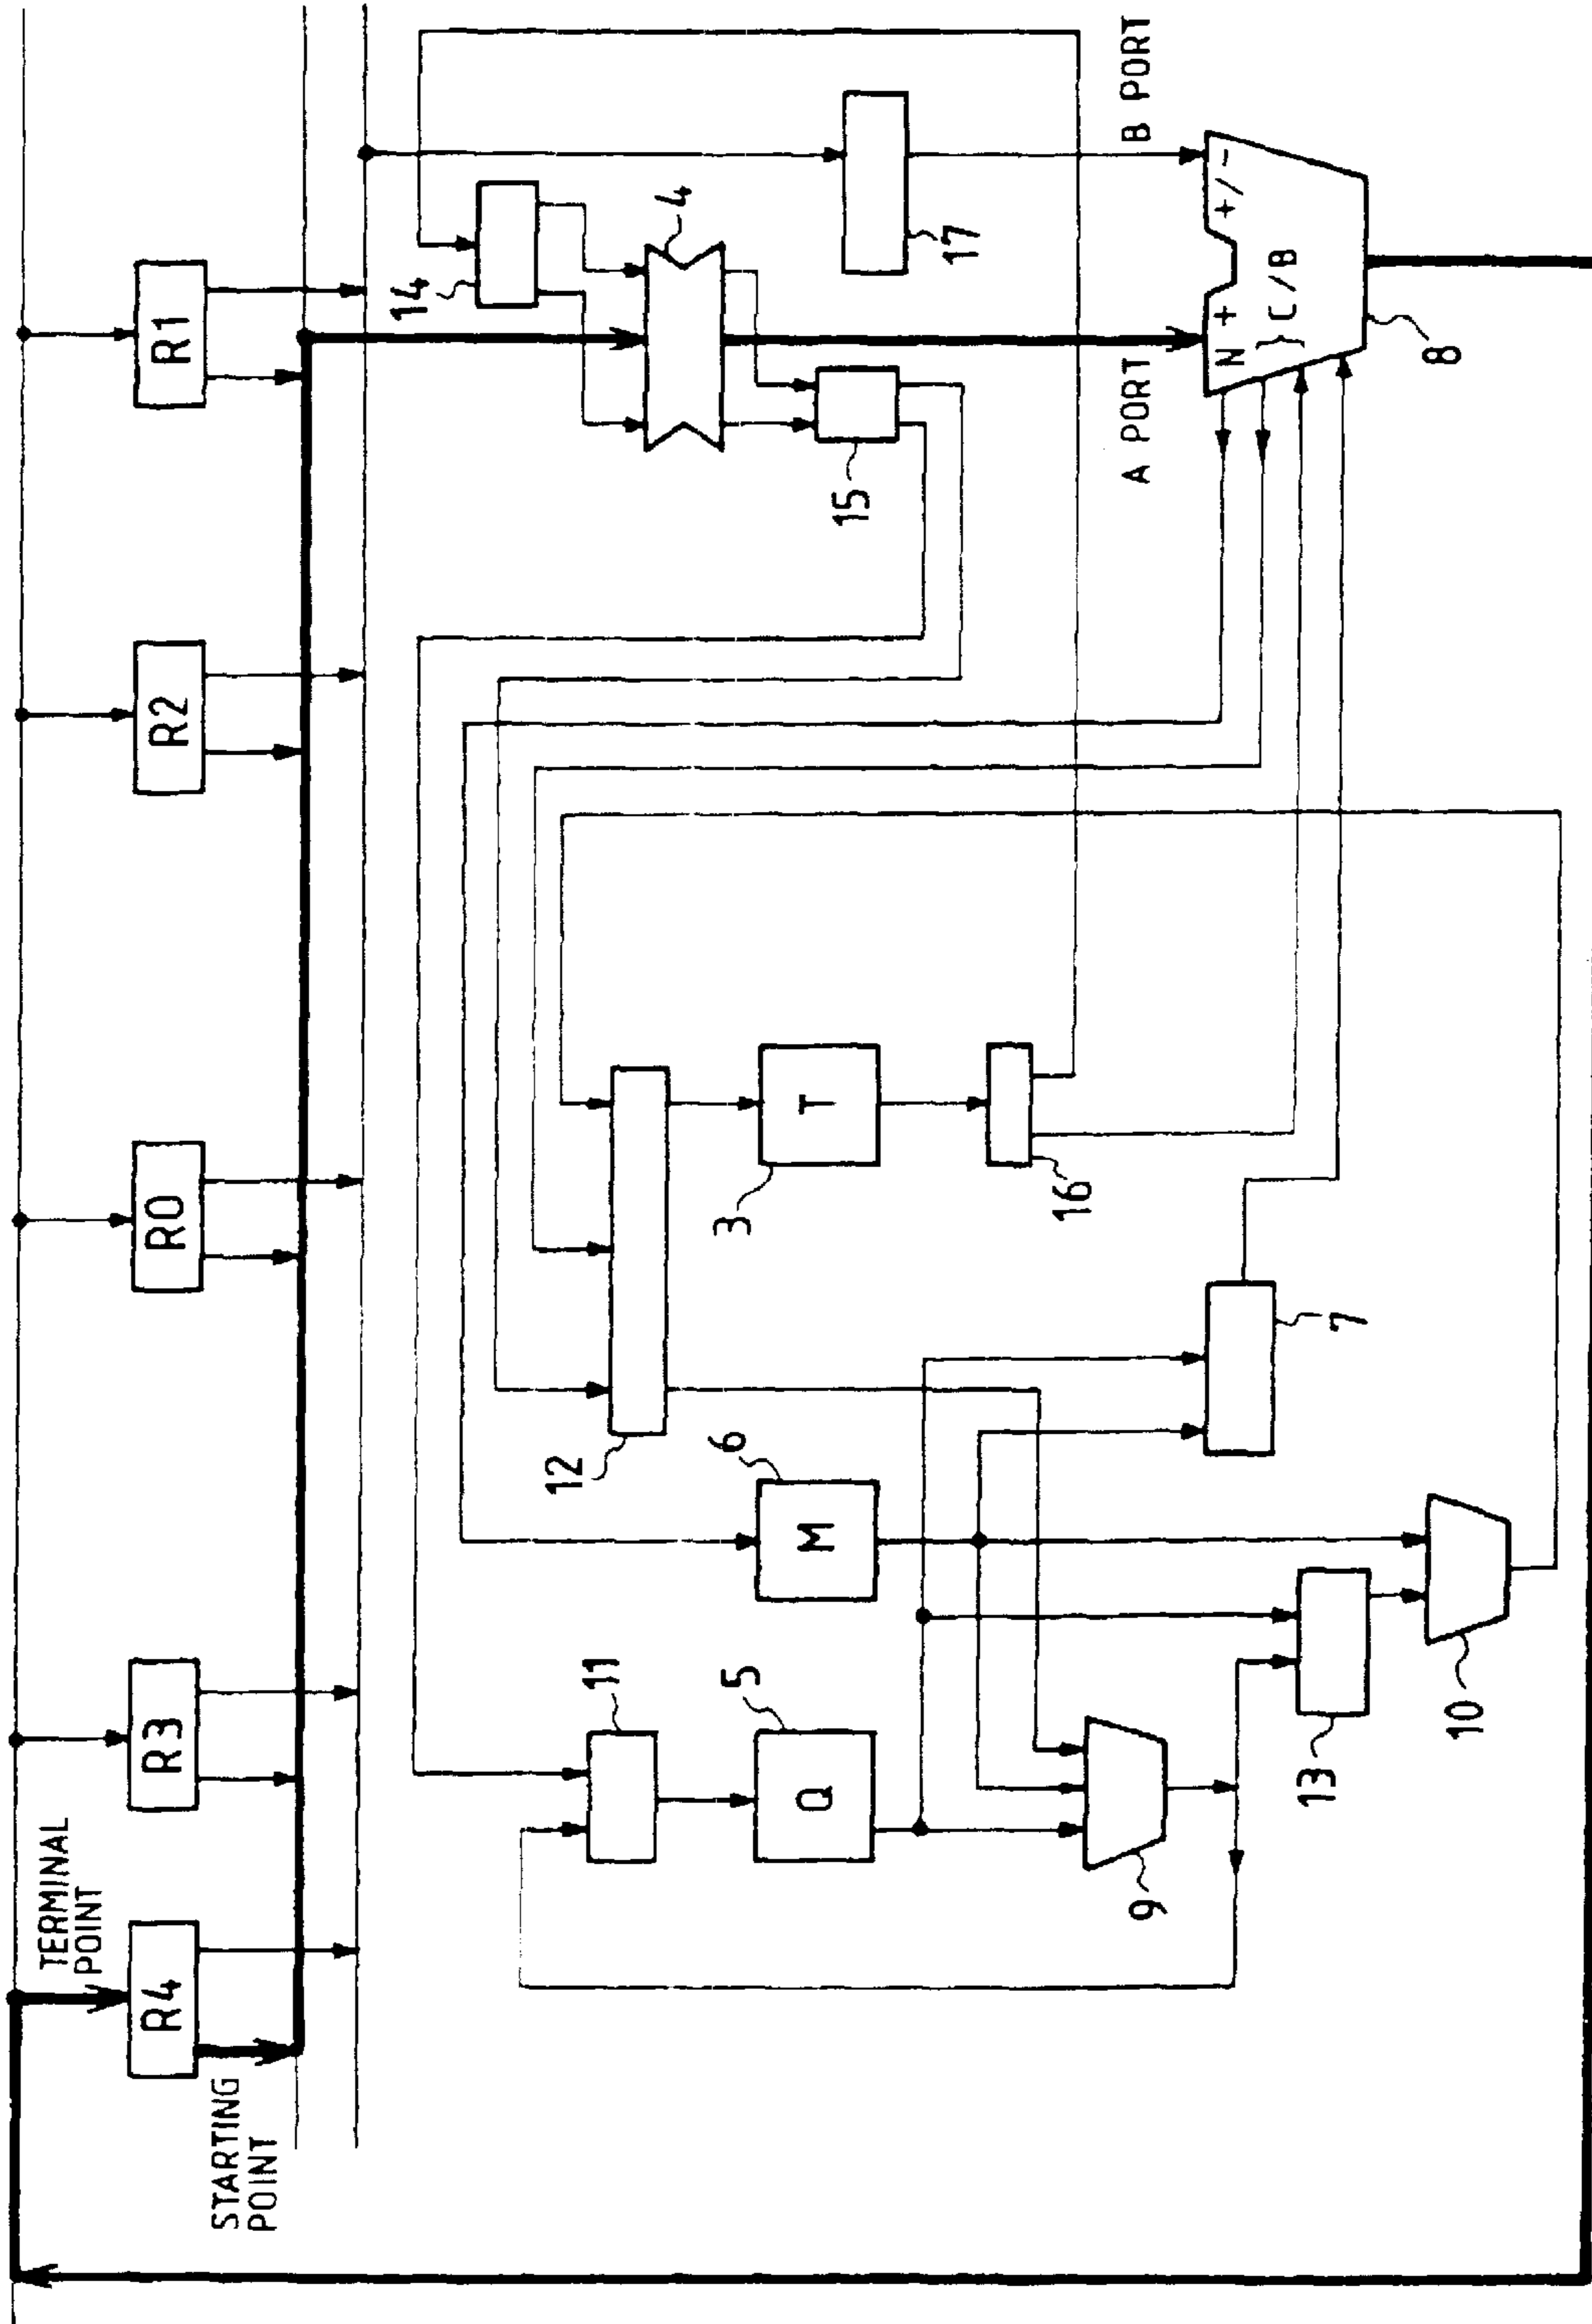 TERMINAL
POINT
STARTING
POINT
R4
R3
R0
R2
R1
14
4
15
17
A PORT
B PORT
N + +/-
} C/B
8
12
3
T
16
6
M
7
11
5
Q
9
13
10